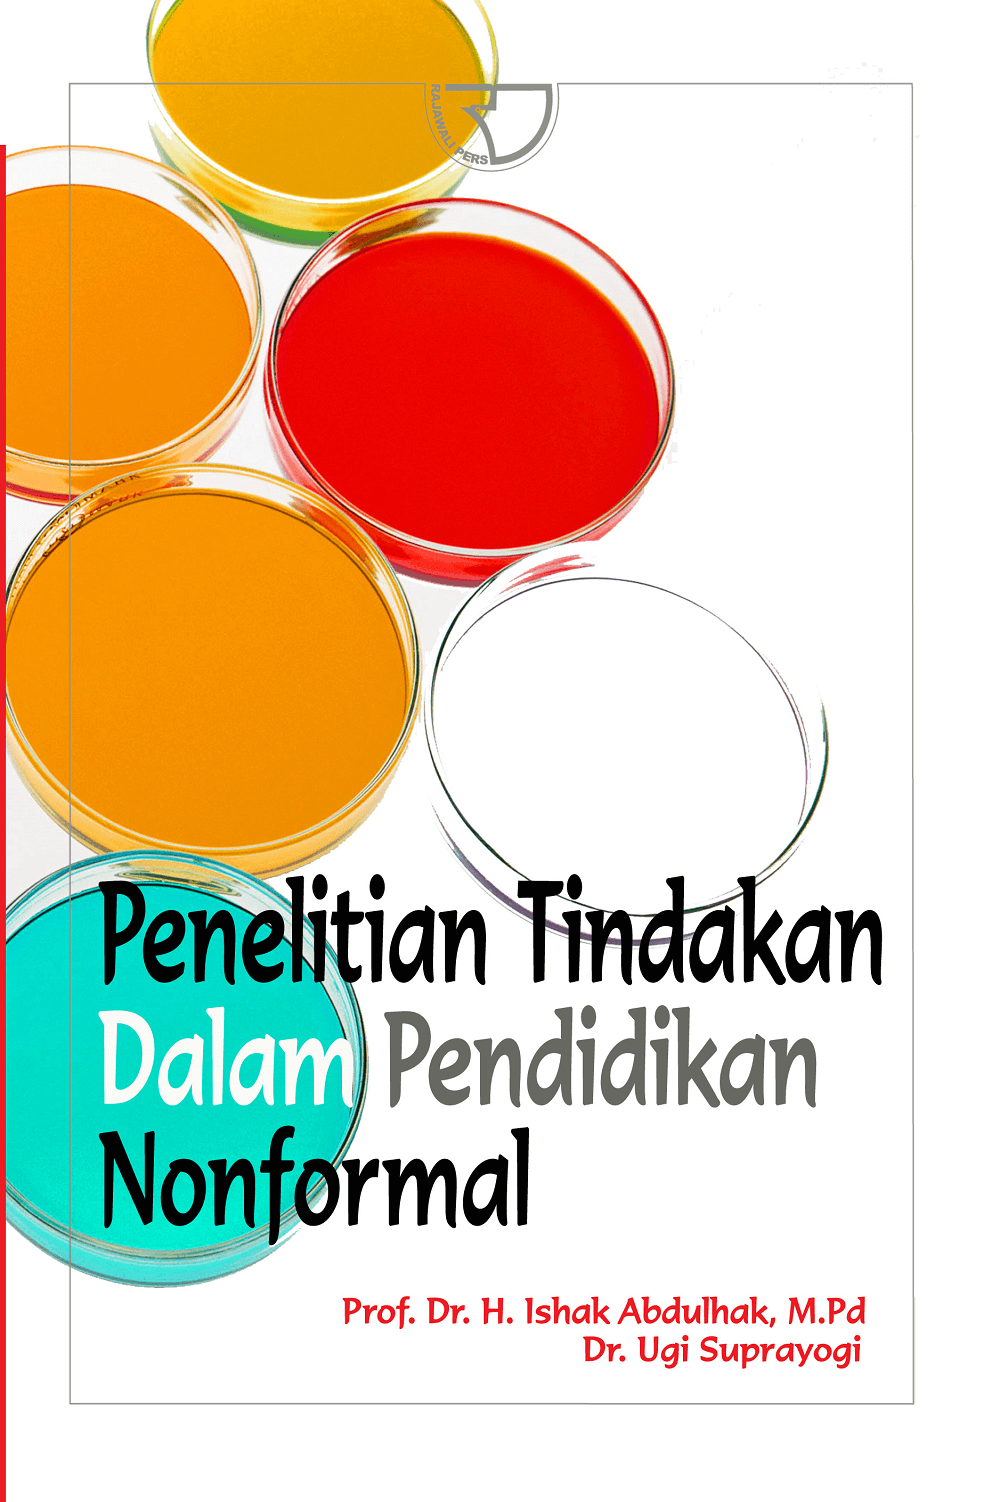 RAJAWALI PERS
Penelitian Tindakan
Dalam Pendidikan
Nonformal
Prof. Dr. H. Ishak Abdulhak, M.Pd
Dr. Ugi Suprayogi